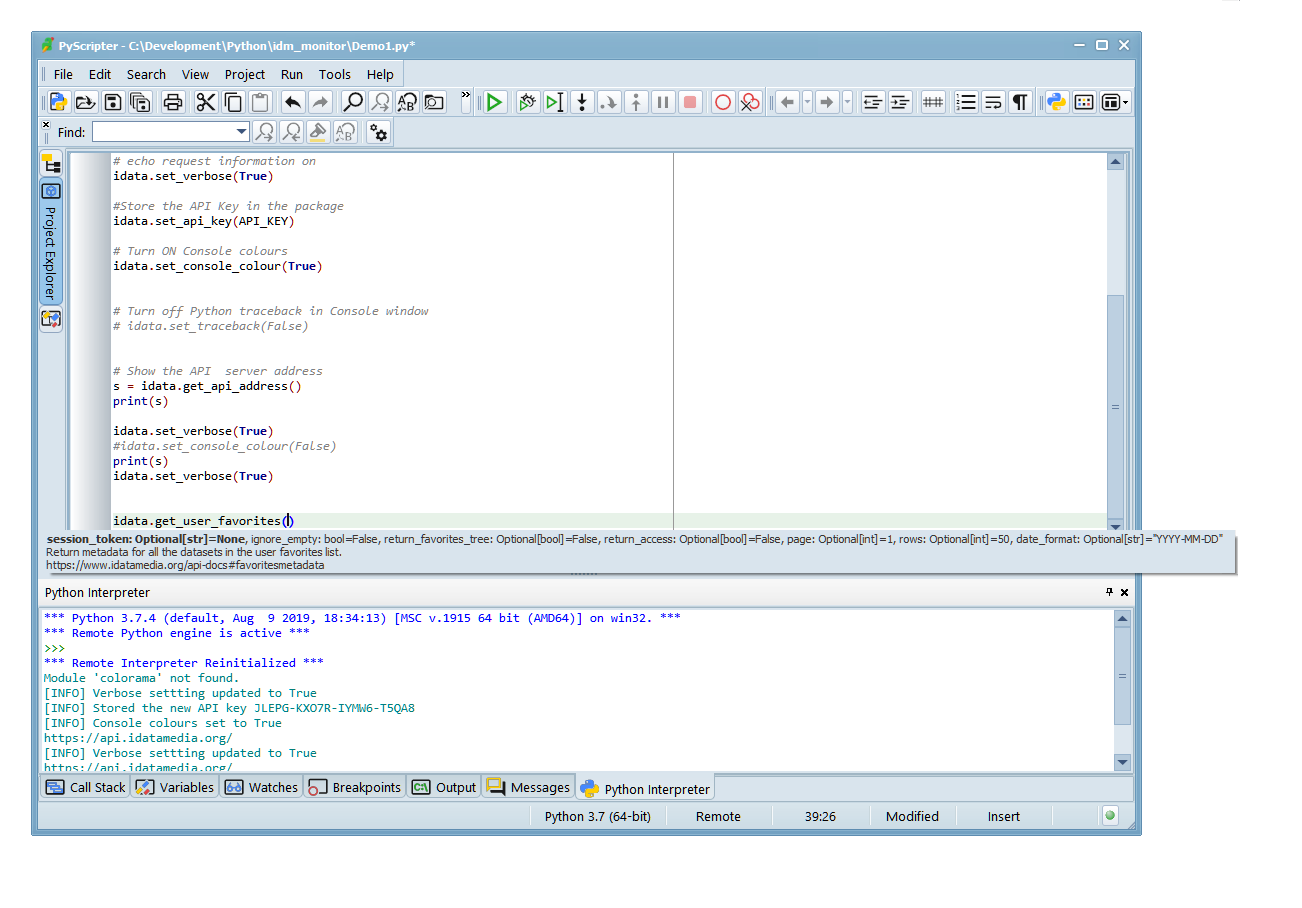 PyScripter - C:\Development\Python\idm_monitor\Demo1.py*
File Edit Search View Project Run Tools Help
Find:
Project Explorer
# echo request information on
idata.set_verbose(True)
#Store the API Key in the package
idata.set_api_key(API_KEY)
# Turn ON Console colours
idata.set_console_colour(True)
# Turn off Python traceback in Console window
# idata.set_traceback(False)
# Show the API  server address
s = idata.get_api_address()
print(s)
idata.set_verbose(True)
#idata.set_console_colour(False)
print(s)
idata.set_verbose(True)
idata.get_user_favorites()
session_token: Optional[str]=None, ignore_empty: bool=False, return_favorites_tree: Optional[bool]=False, return_access: Optional[bool]=False, page: Optional[int]=1, rows: Optional[int]=50, date_format: Optional[str]="YYYY-MM-DD"
Return metadata for all the datasets in the user favorites list.
https://www.idatamedia.org/api-docs#favoritesmetadata
Python Interpreter
*** Python 3.7.4 (default, Aug  9 2019, 18:34:13) [MSC v.1915 64 bit (AMD64)] on win32. ***
*** Remote Python engine is active ***
>>>
*** Remote Interpreter Reinitialized ***
Module 'colorama' not found.
[INFO] Verbose settting updated to True
[INFO] Stored the new API key JLEPG-KXO7R-IYMW6-T5QA8
[INFO] Console colours set to True
https://api.idatamedia.org/
[INFO] Verbose settting updated to True
https://api.idatamedia.org/
Call Stack Variables Watches Breakpoints Output Messages Python Interpreter
Python 3.7 (64-bit) Remote 39:26 Modified Insert